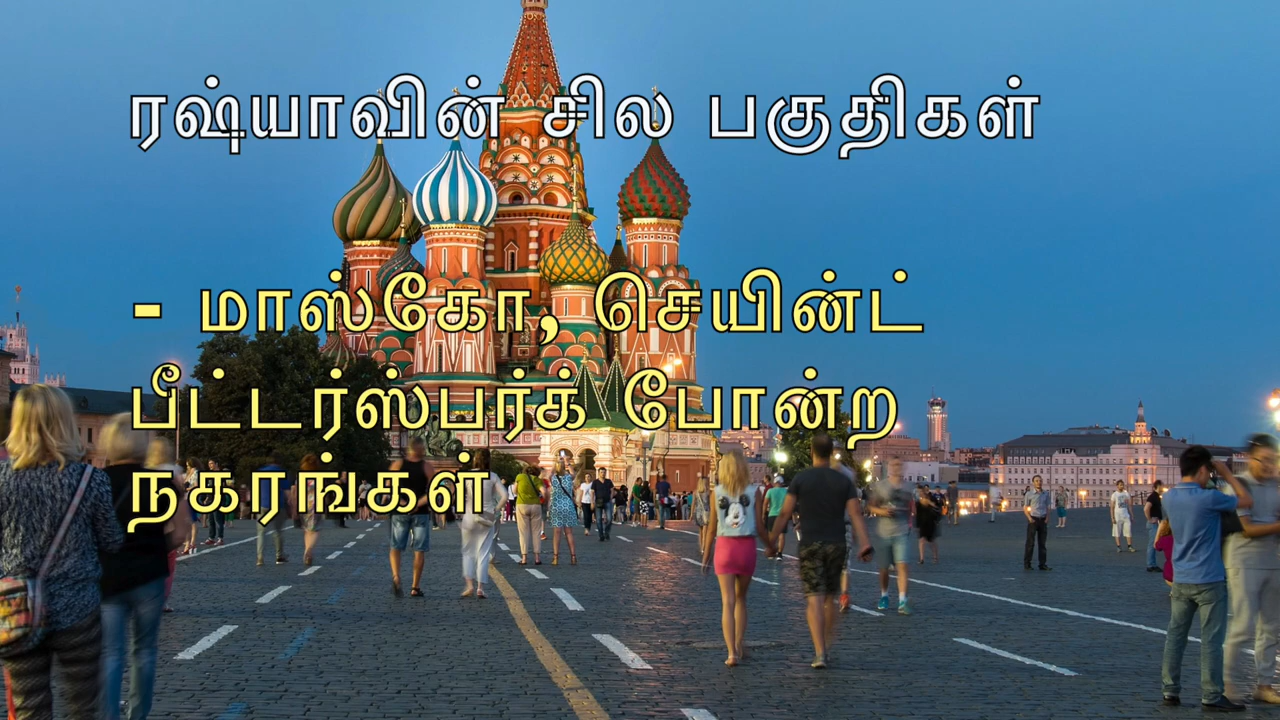 ரஷ்யாவின் சில பகுதிகள்
- மாஸ்கோ, செயின்ட்
பீட்டர்ஸ்பர்க் போன்ற
நகரங்கள்